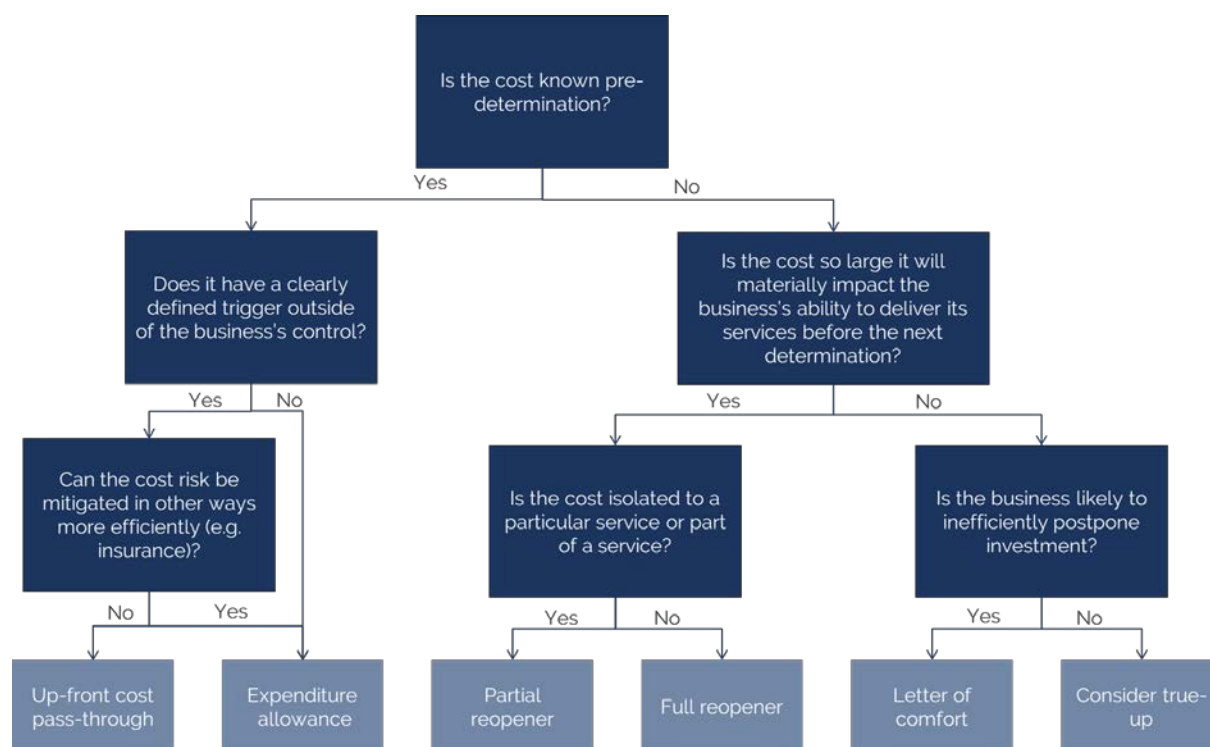 Is the cost known pre-
determination?
Yes
No
Does it have a clearly
defined trigger outside
of the business's control?
Is the cost so large it will
materially impact the
business's ability to deliver its
services before the next
determination?
Yes
No
Yes
No
Can the cost risk be
mitigated in other ways
more efficiently (e.g.
insurance)?
Is the cost isolated to a
particular service or part
of a service?
Is the business likely to
inefficiently postpone
investment?
No
Yes
Yes
No
Yes
No
Up-front cost
pass-through
Expenditure
allowance
Partial
reopener
Full reopener
Letter of
comfort
Consider true-
up